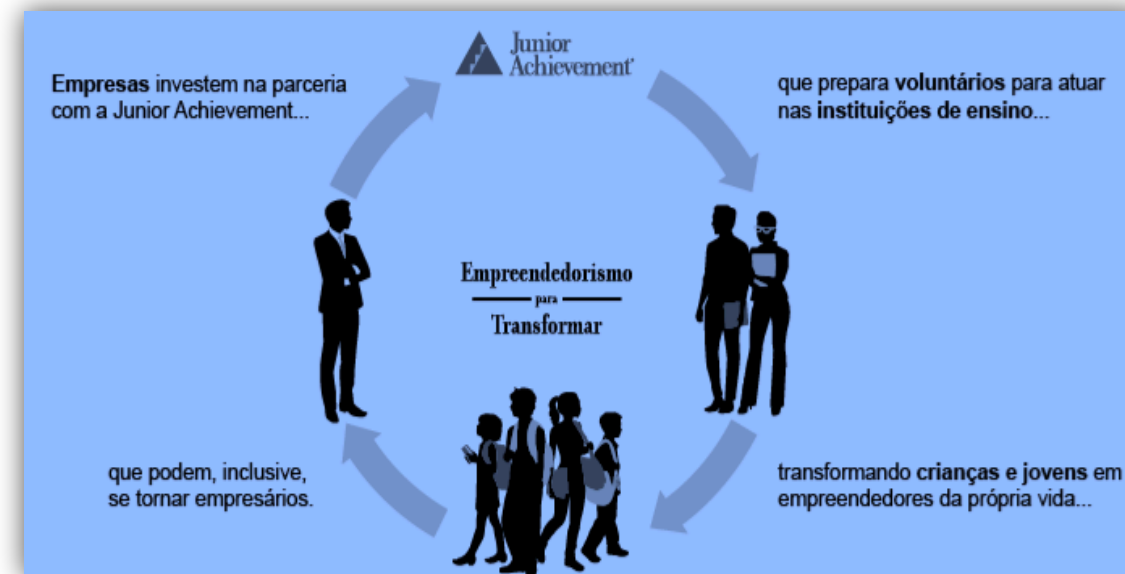 Junior
Achievement®
Empresas investem na parceria
com a Junior Achievement...
que prepara voluntários para atuar
nas instituições de ensino...
Empreendedorismo
para
Transformar
transformando crianças e jovens em
empreendedores da própria vida...
que podem, inclusive,
se tornar empresários.